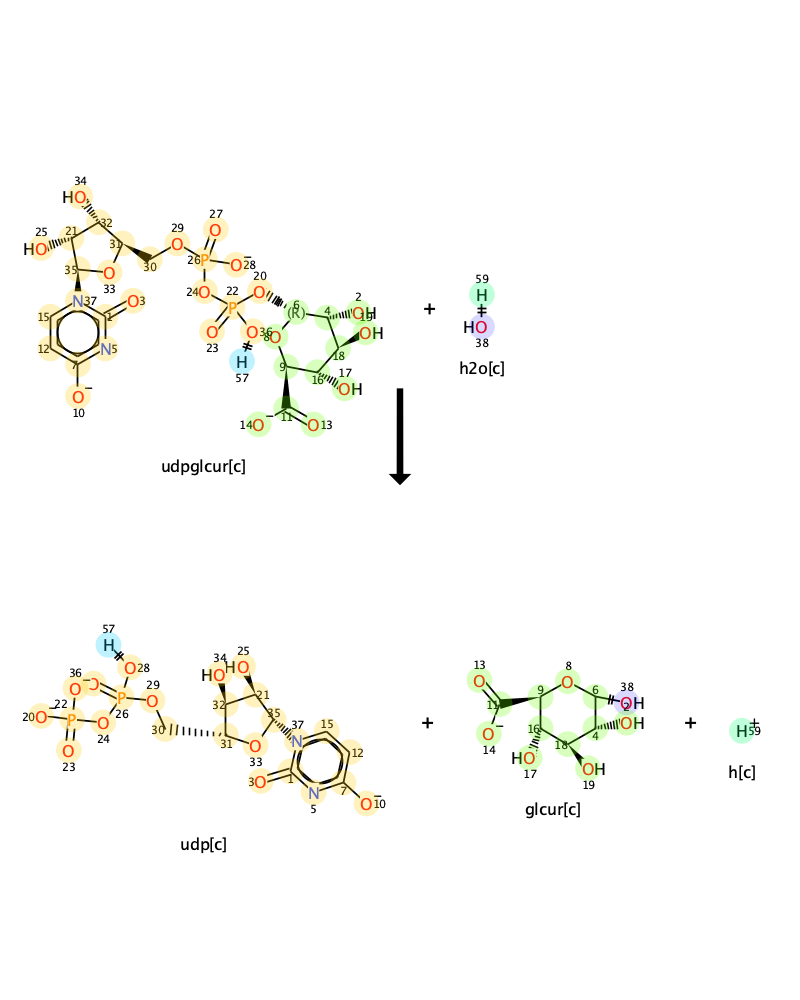 34
HO
32
25
HO
21
31
35
O
33
30
29
O
27
O
26
P
O−
28
24
O
22
P
20
O
23
O
O
36
H
57
6
(R)
4
2
OH
15
OH
18
8
O
9
16
17
OH
11
14
O−
O
13
N
37
O
3
1
15
12
N
5
7
O−
10
udpglcur[c]
+
59
H
HO
38
h2o[c]
57
H
O
28
36
O−
O
20
O−
22
P
P
26
29
O
O
24
O
23
30
34
HO
25
HO
32
21
35
31
O
33
N
37
15
12
3
O
1
N
5
7
O−
10
udp[c]
+
13
O
11
O−
14
9
8
O
6
38
OH
2
OH
4
16
HO
17
18
OH
19
glcur[c]
+
H+
59
h[c]